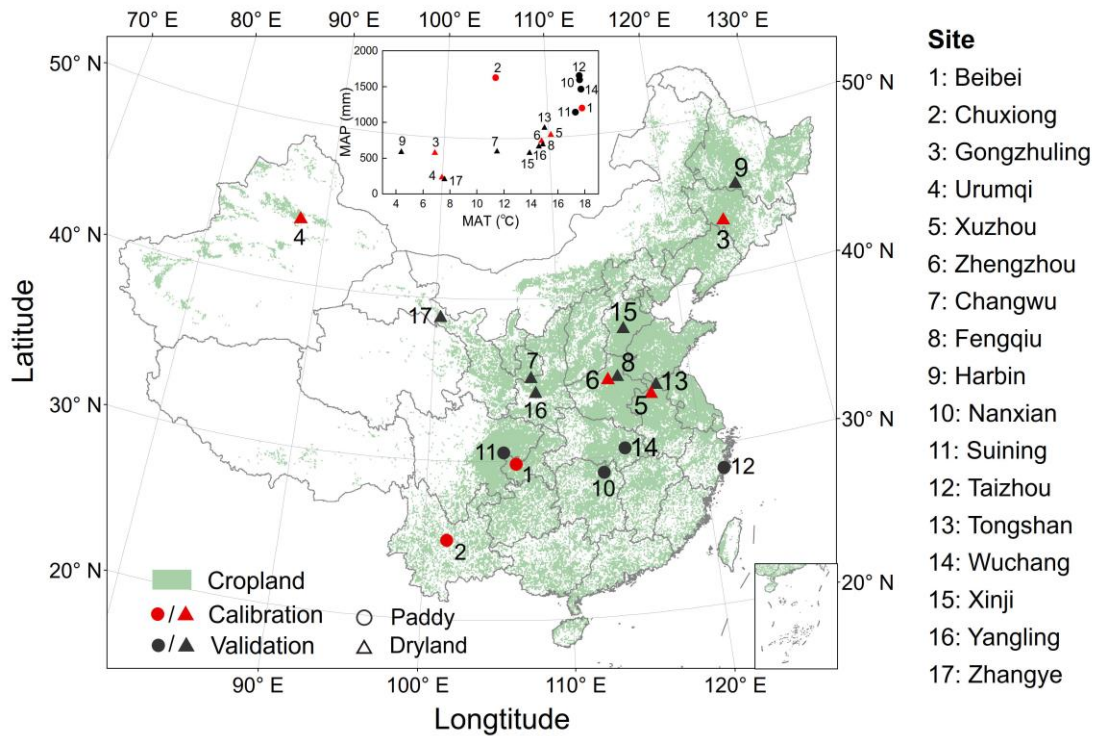 70° E 80° E 90° E 100° E 110° E 120° E 130° E
50° N
40° N
30° N
20° N
50° N
40° N
30° N
20° N
90° E 100° E 110° E 120° E
Latitude
Longtitude
MAP (mm)
2000
1500
1000
500
0
4 6 8 10 12 14 16 18
MAT (°C)
2
12
10
14
11
1
13
6
5
9
3
7
16
8
15
4
17
9
3
4
17
15
7
6
8
13
16
5
11
1
14
10
12
2
Cropland
/ Calibration
/ Validation
Paddy
Dryland
Site
1: Beibei
2: Chuxiong
3: Gongzhuling
4: Urumqi
5: Xuzhou
6: Zhengzhou
7: Changwu
8: Fengqiu
9: Harbin
10: Nanxian
11: Suining
12: Taizhou
13: Tongshan
14: Wuchang
15: Xinji
16: Yangling
17: Zhangye